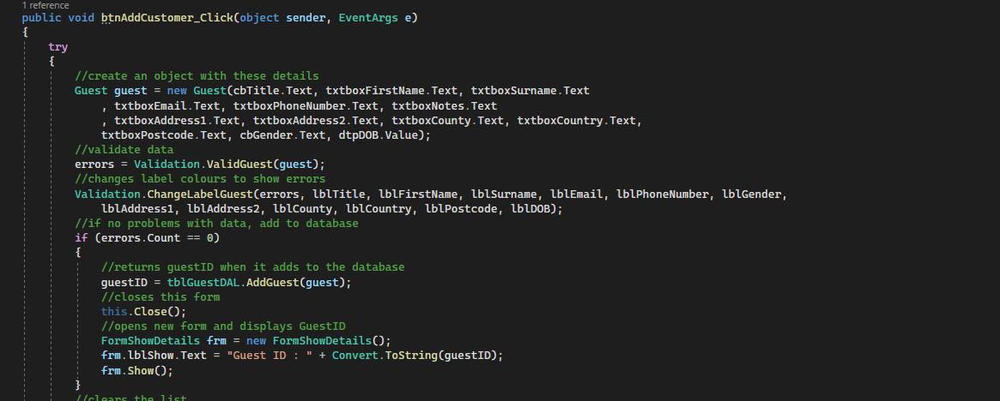 1 reference
public void btnAddCustomer_Click(object sender, EventArgs e)
{
try
{
//create an object with these details
Guest guest = new Guest(cbTitle.Text, txtboxFirstName.Text, txtboxSurname.Text
, txtboxEmail.Text, txtboxPhoneNumber.Text, txtboxNotes.Text
, txtboxAddress1.Text, txtboxAddress2.Text, txtboxCounty.Text, txtboxCountry.Text,
txtboxPostcode.Text, cbGender.Text, dtpDOB.Value);
//validate data
errors = Validation.ValidGuest(guest);
//changes label colours to show errors
Validation.ChangeLabelGuest(errors, lblTitle, lblFirstName, lblSurname, lblEmail, lblPhoneNumber, lblGender,
lblAddress1, lblAddress2, lblCounty, lblCountry, lblPostcode, lblDOB);
//if no problems with data, add to database
if (errors.Count == 0)
{
//returns guestID when it adds to the database
guestID = tblGuestDAL.AddGuest(guest);
//closes this form
this.Close();
//opens new form and displays GuestID
FormShowDetails frm = new FormShowDetails();
frm.lblShow.Text = "Guest ID : " + Convert.ToString(guestID);
frm.Show();
}
//clears the list